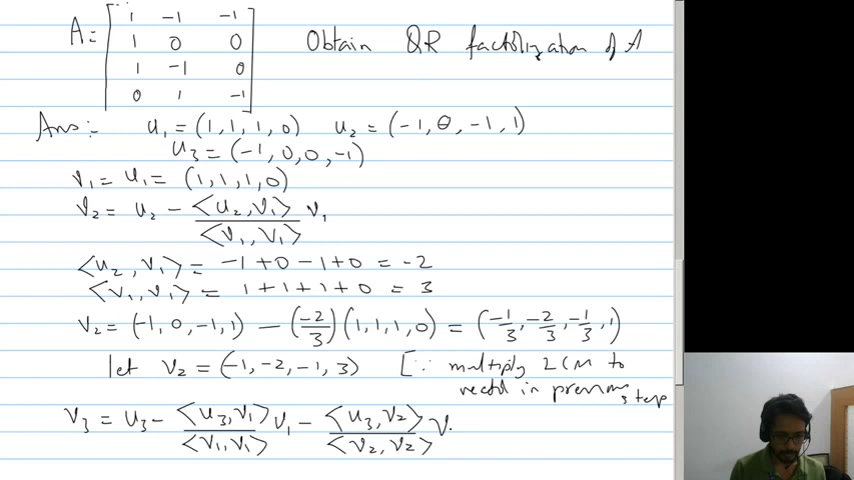 A = [1 -1 -1
1 0 0
1 -1 0
0 1 -1] Obtain QR factorization of A
Ans:- u₁ = (1, 1, 1, 0) u₂ = (-1, 0, -1, 1)
u₃ = (-1, 0, 0, -1)
v₁ = u₁ = (1, 1, 1, 0)
v₂ = u₂ - <u₂, v₁>/<v₁, v₁> v₁
<u₂, v₁> = -1 + 0 - 1 + 0 = -2
<v₁, v₁> = 1 + 1 + 1 + 0 = 3
v₂ = (-1, 0, -1, 1) - (-2/3)(1, 1, 1, 0) = (-1/3, -2/3, -1/3, 1)
let v₂ = (-1, -2, -1, 3) [∵ multiply LCM to
vector in previous step
v₃ = u₃ - <u₃, v₁>/<v₁, v₁> v₁ - <u₃, v₂>/<v₂, v₂> v